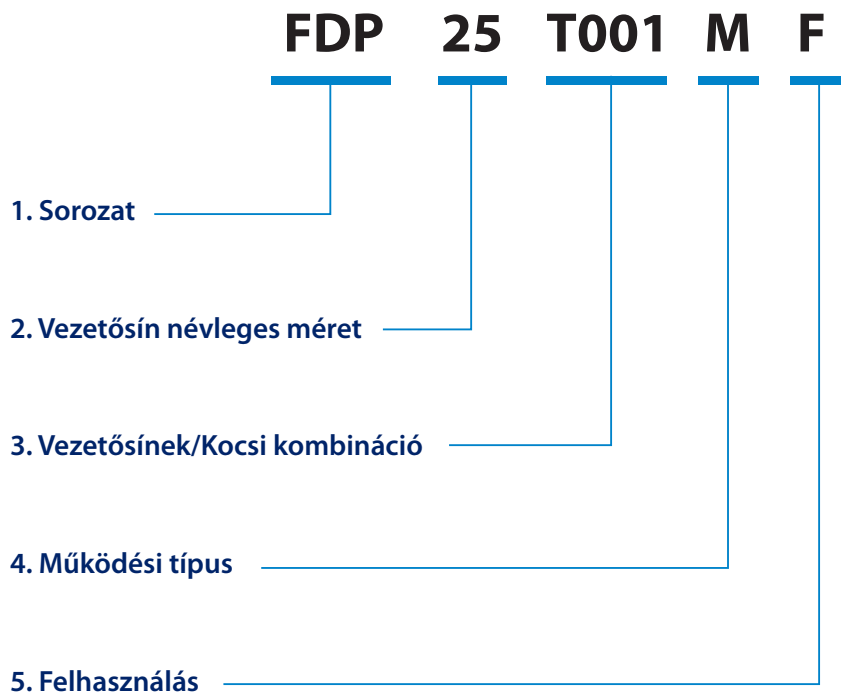 FDP 25 T001 M F
1. Sorozat
2. Vezetősín névleges méret
3. Vezetősínek/Kocsi kombináció
4. Működési típus
5. Felhasználás